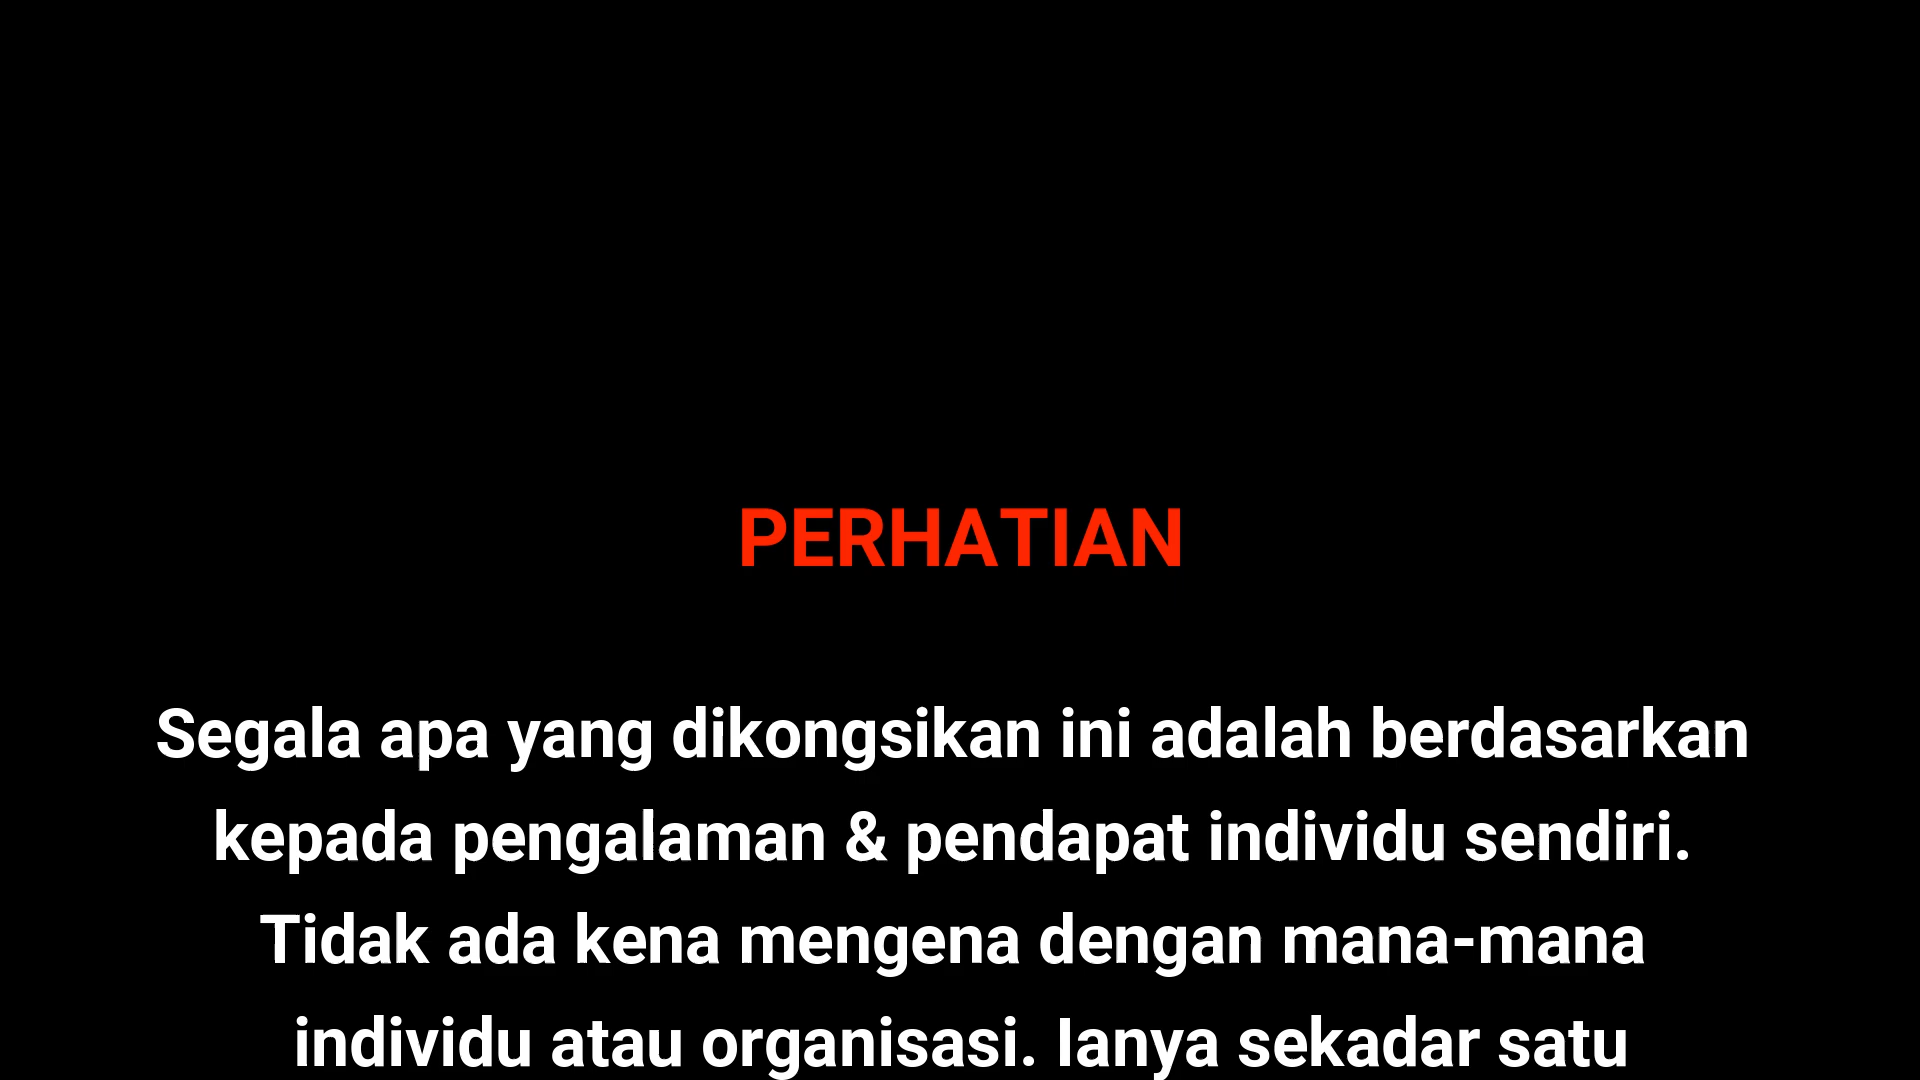 PERHATIAN
Segala apa yang dikongsikan ini adalah berdasarkan
kepada pengalaman & pendapat individu sendiri.
Tidak ada kena mengena dengan mana-mana
individu atau organisasi. Ianya sekadar satu